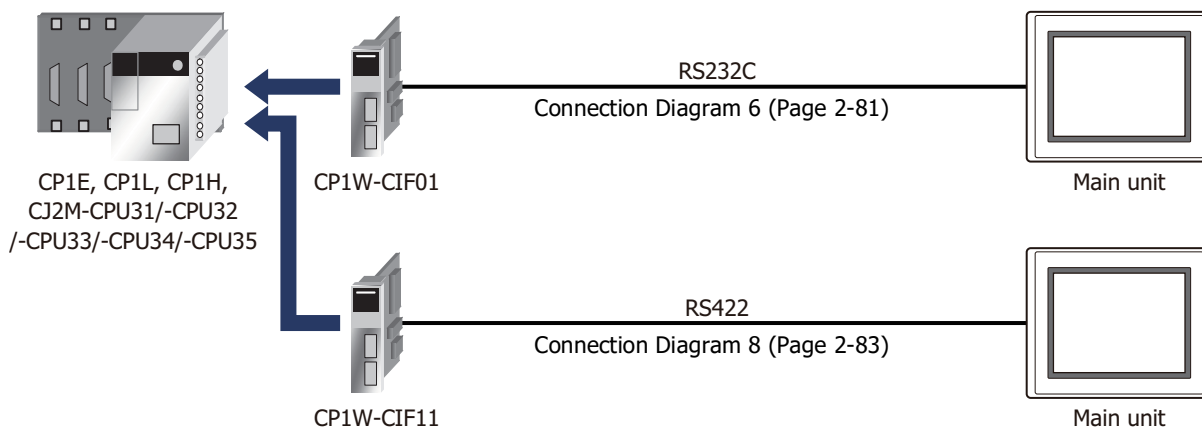 RS232C
Connection Diagram 6 (Page 2-81)
CP1E, CP1L, CP1H,
CJ2M-CPU31/-CPU32
/-CPU33/-CPU34/-CPU35
CP1W-CIF01
Main unit
RS422
Connection Diagram 8 (Page 2-83)
CP1W-CIF11
Main unit